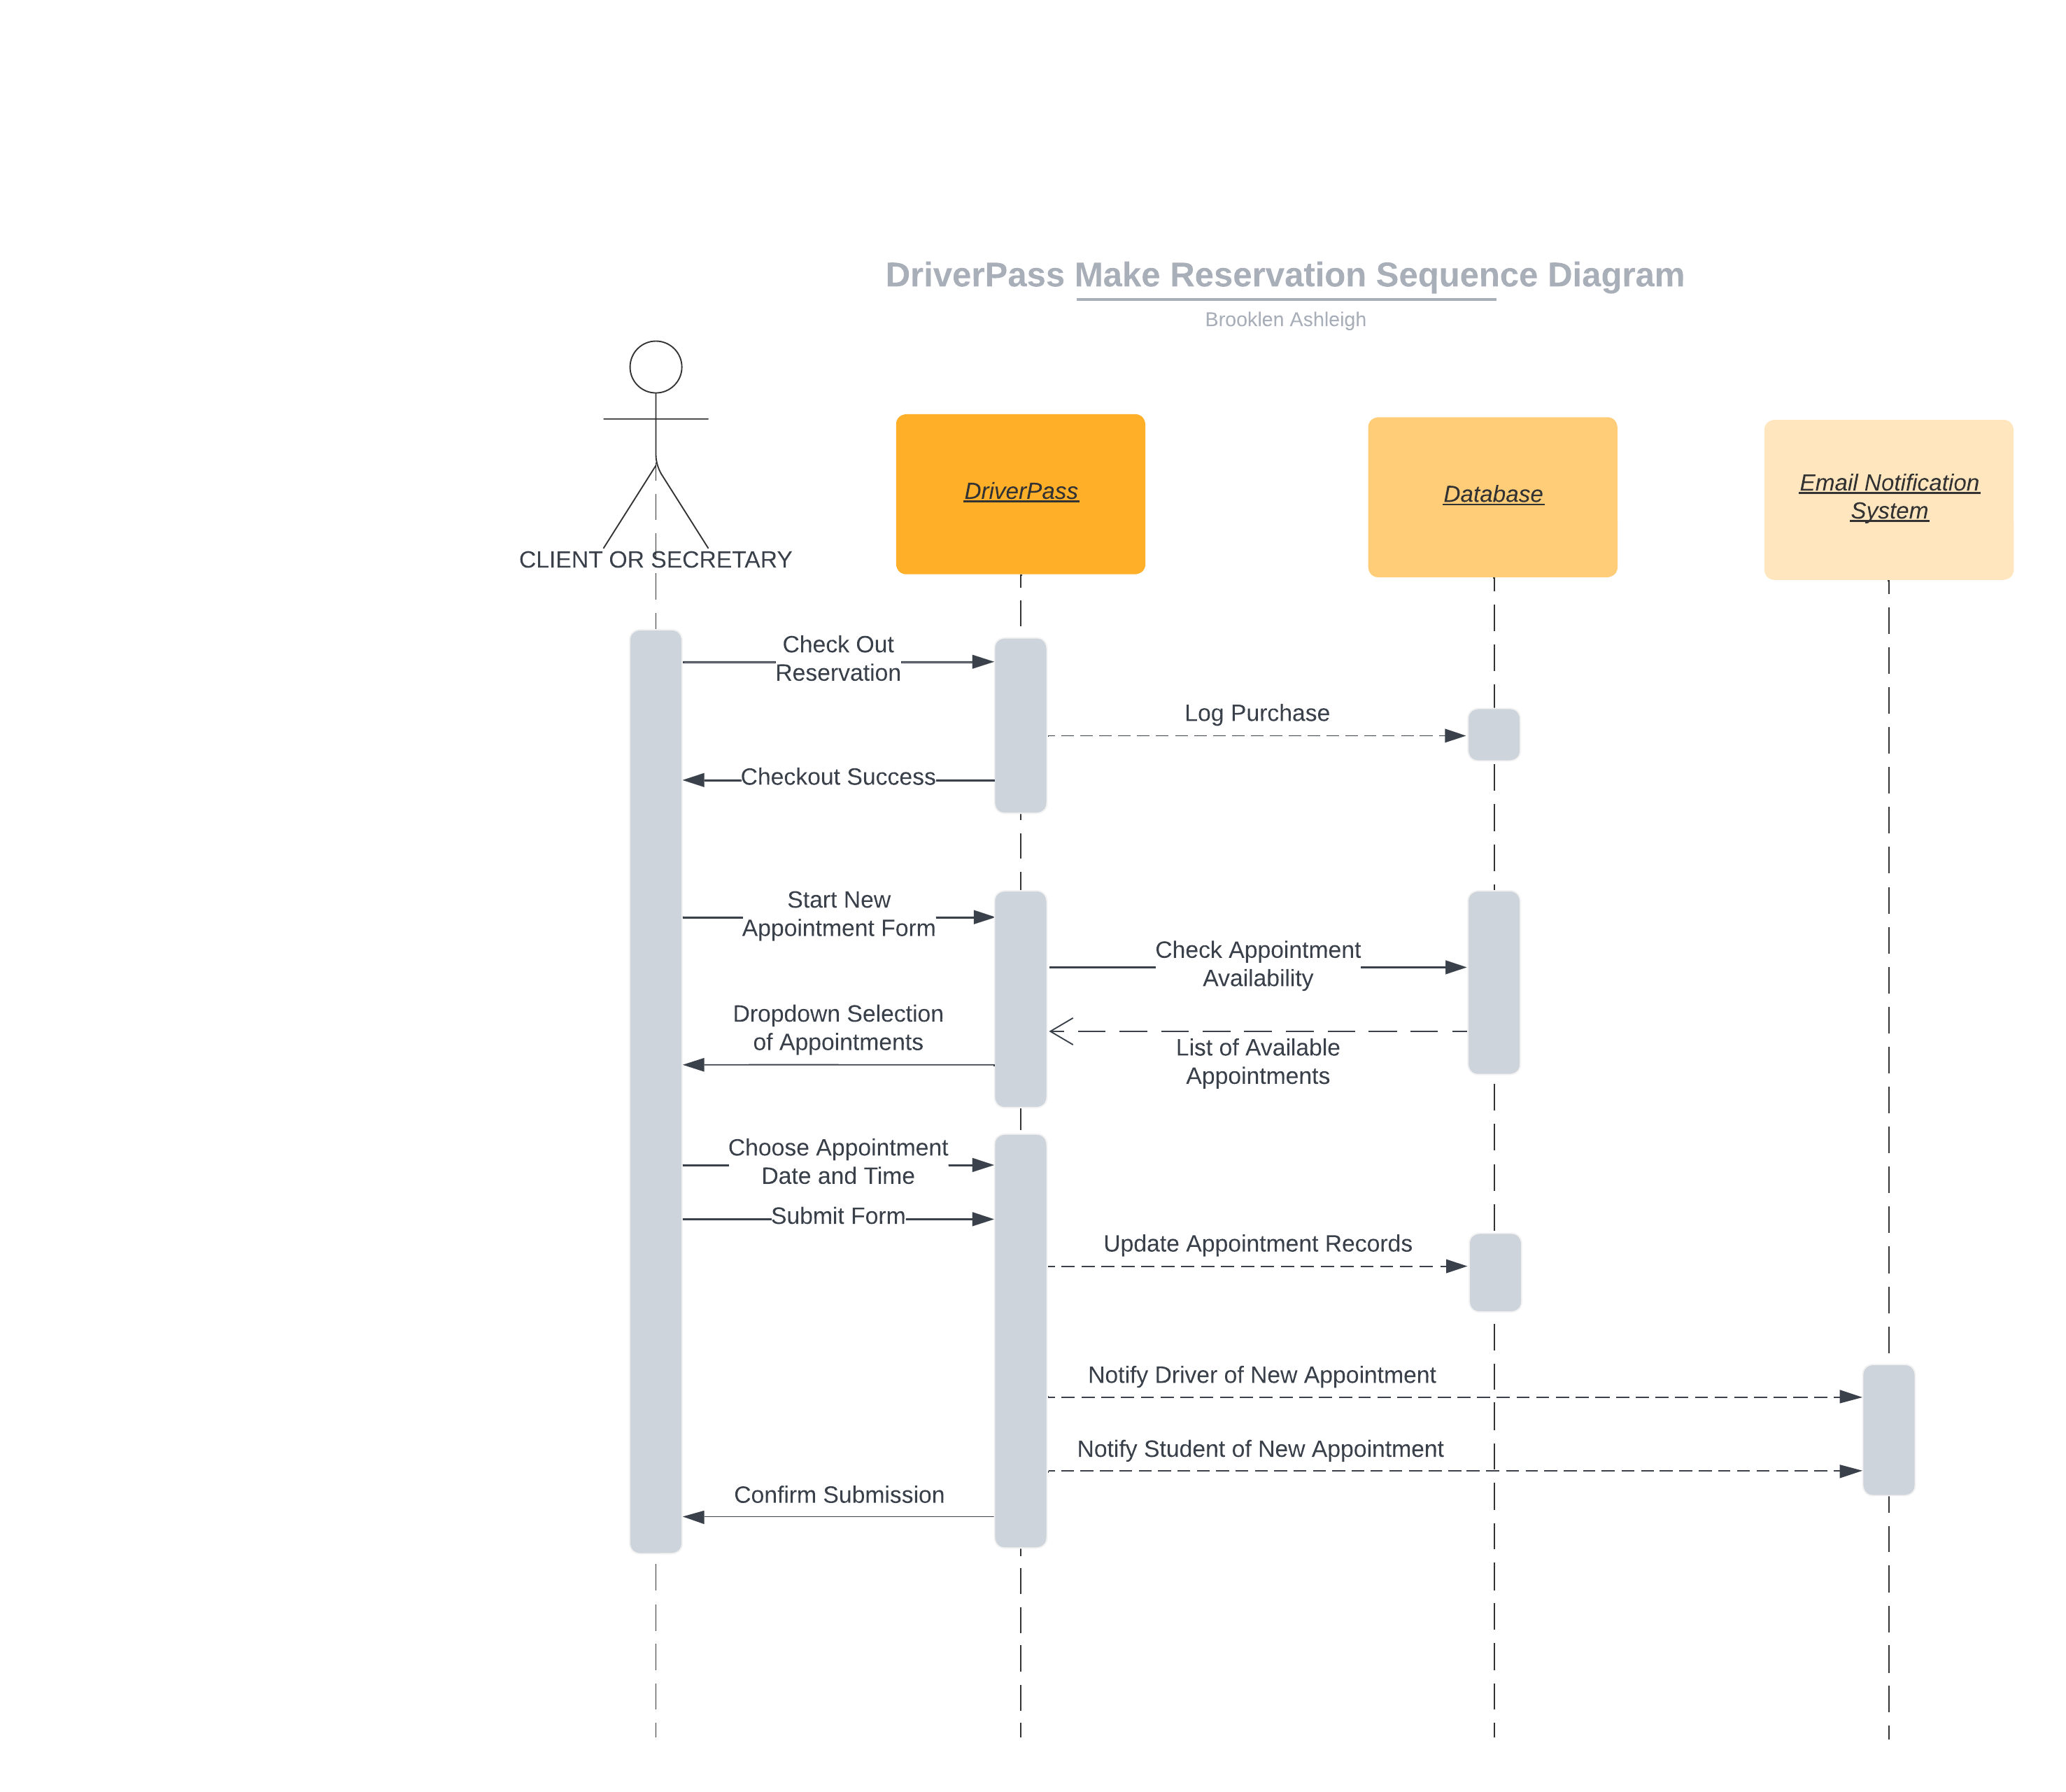 DriverPass Make Reservation Sequence Diagram
Brooklen Ashleigh
CLIENT OR SECRETARY
DriverPass
Database
Email Notification
System
Check Out
Reservation
Log Purchase
Checkout Success
Start New
Appointment Form
Check Appointment
Availability
Dropdown Selection
of Appointments
List of Available
Appointments
Choose Appointment
Date and Time
Submit Form
Update Appointment Records
Notify Driver of New Appointment
Notify Student of New Appointment
Confirm Submission